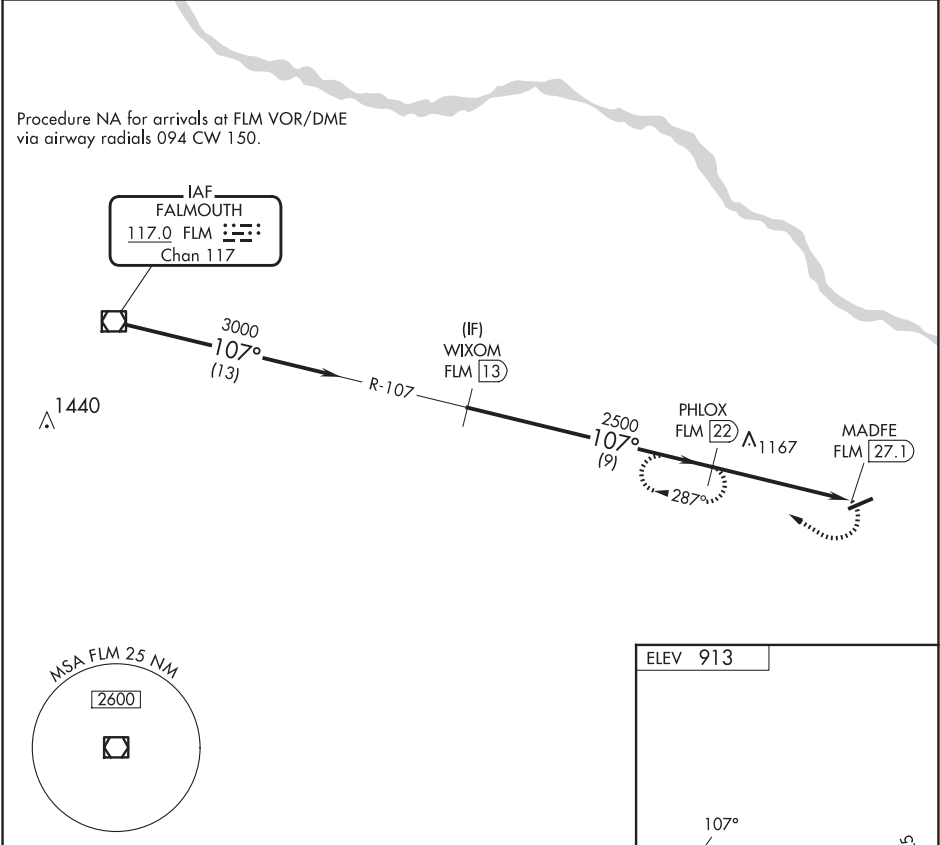 Procedure NA for arrivals at FLM VOR/DME
via airway radials 094 CW 150.
IAF
FALMOUTH
117.0 FLM
Chan 117
3000
107°
(13)
R-107
(IF)
WIXOM
FLM 13
1440
2500
107°
(9)
PHLOX
FLM 22
1167
MADFE
FLM 27.1
287°
MSA FLM 25 NM
2600
ELEV 913
107°
5